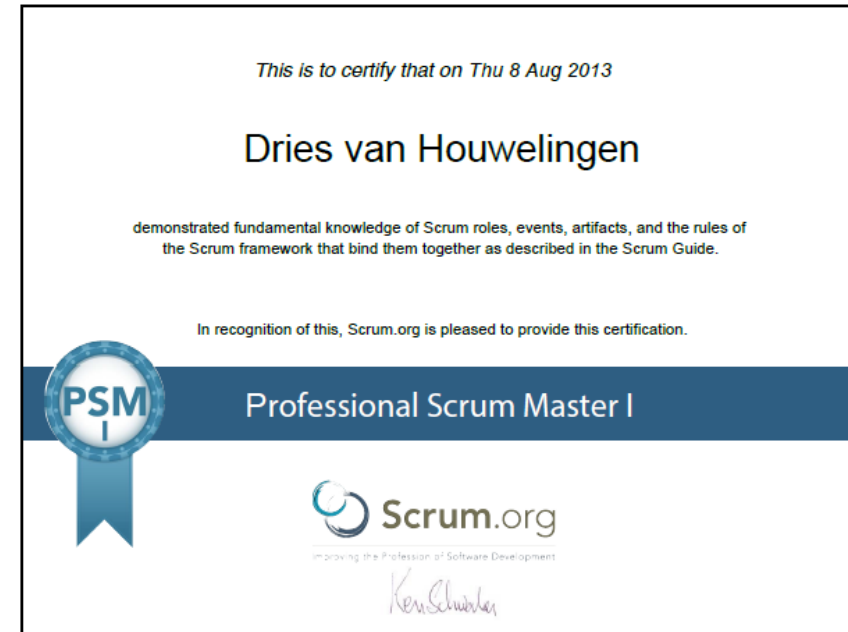 This is to certify that on Thu 8 Aug 2013
Dries van Houwelingen
demonstrated fundamental knowledge of Scrum roles, events, artifacts, and the rules of
the Scrum framework that bind them together as described in the Scrum Guide.
In recognition of this, Scrum.org is pleased to provide this certification.
PSM
I
Professional Scrum Master I
Scrum.org
Improving the Profession of Software Development
Ken Schwaber